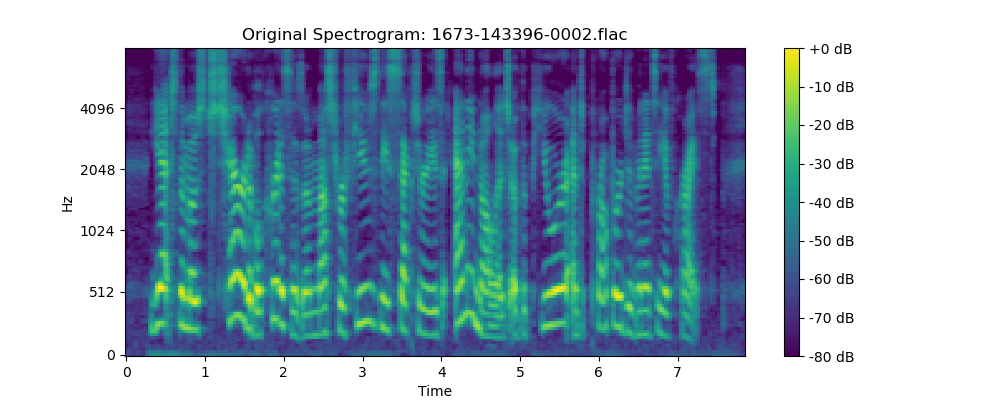 Original Spectrogram: 1673-143396-0002.flac
Hz
4096
2048
1024
512
0
0 1 2 3 4 5 6 7
Time
+0 dB
-10 dB
-20 dB
-30 dB
-40 dB
-50 dB
-60 dB
-70 dB
-80 dB